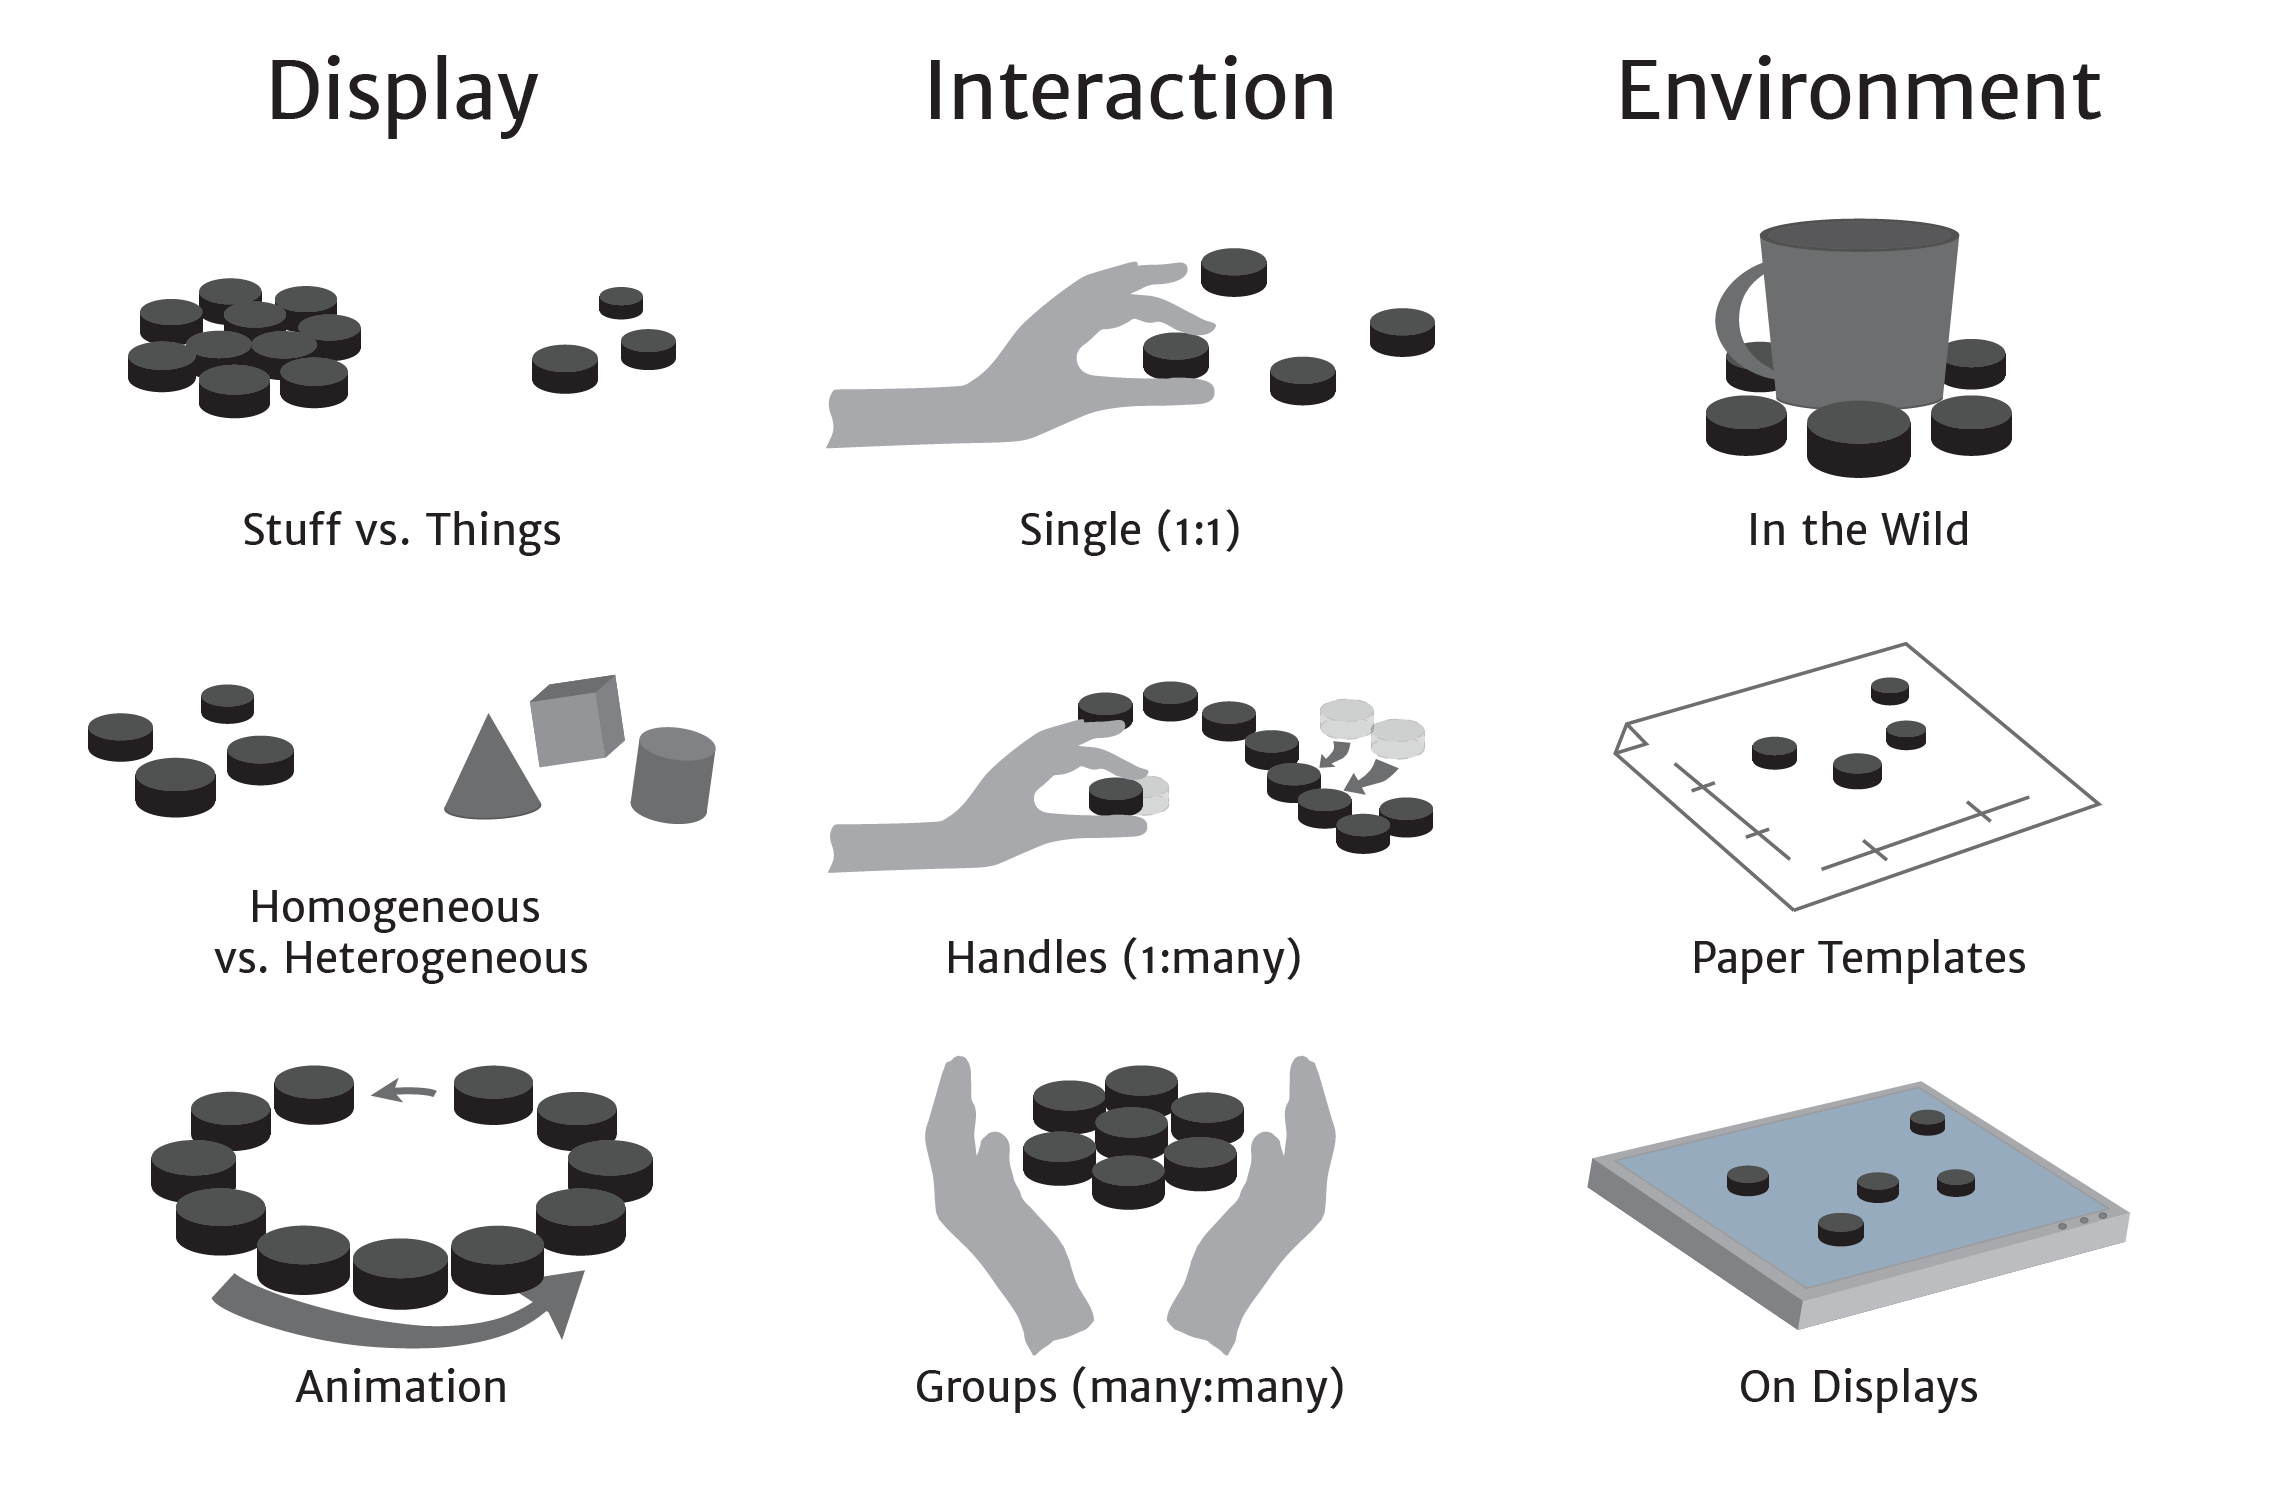 Display
Interaction
Environment
Stuff vs. Things
Single (1:1)
In the Wild
Homogeneous
vs. Heterogeneous
Handles (1:many)
Paper Templates
Animation
Groups (many:many)
On Displays